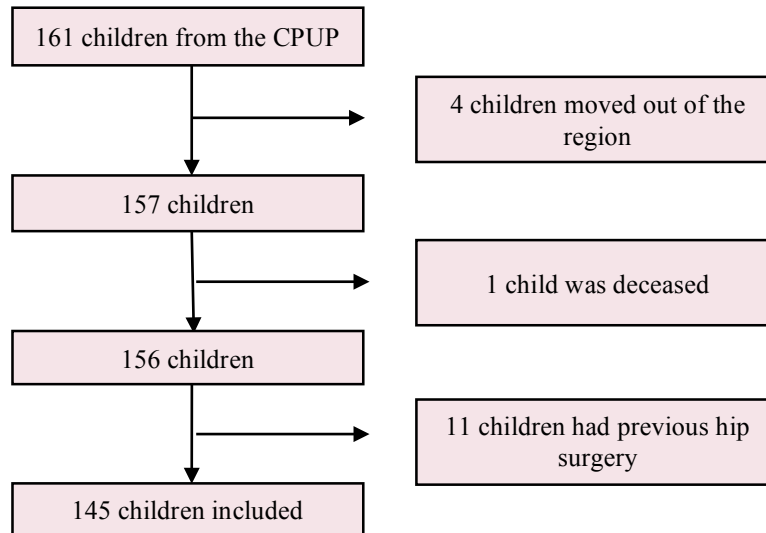 161 children from the CPUP
4 children moved out of the
region
157 children
1 child was deceased
156 children
11 children had previous hip
surgery
145 children included